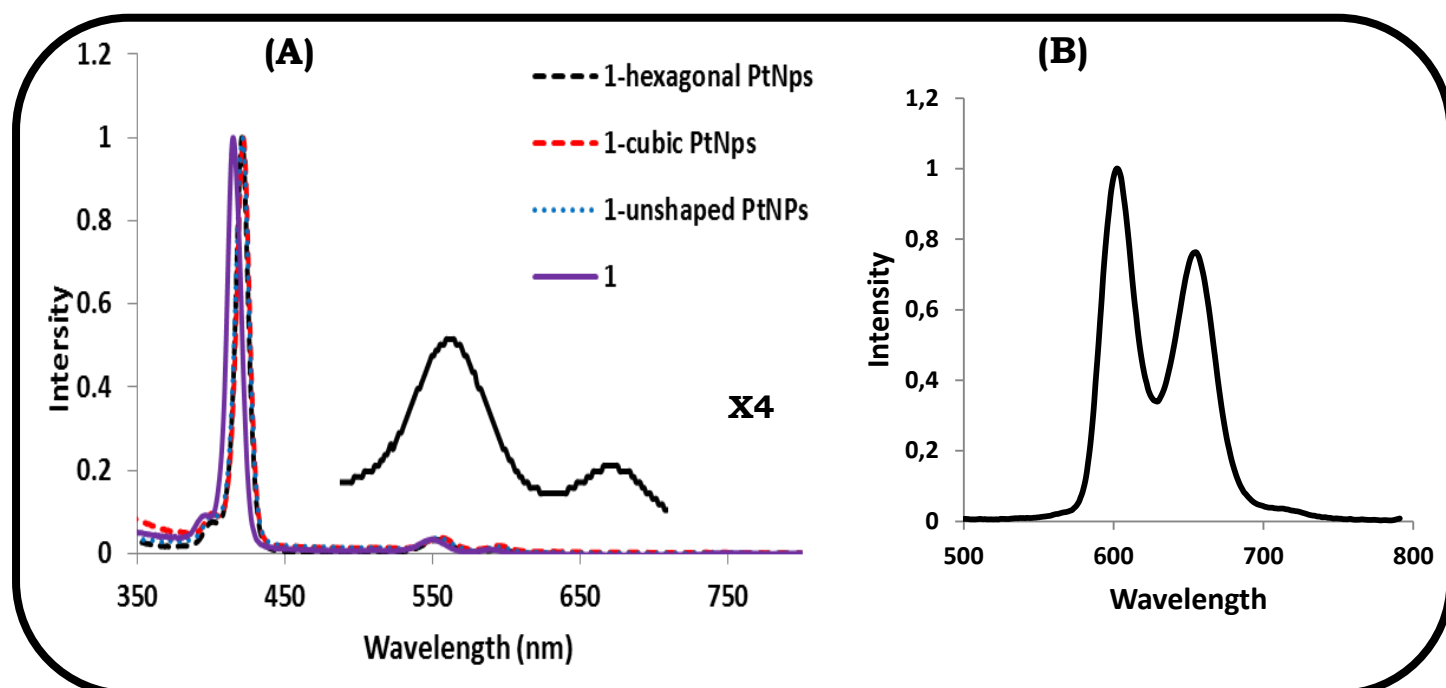 (A)
1.2
1
0.8
0.6
0.4
0.2
0
Intersity
350
450
550
650
750
Wavelength (nm)
1-hexagonal PtNps
1-cubic PtNps
1-unshaped PtNPs
1
X4
(B)
1,2
1
0,8
0,6
0,4
0,2
0
Intensity
500
600
700
800
Wavelength